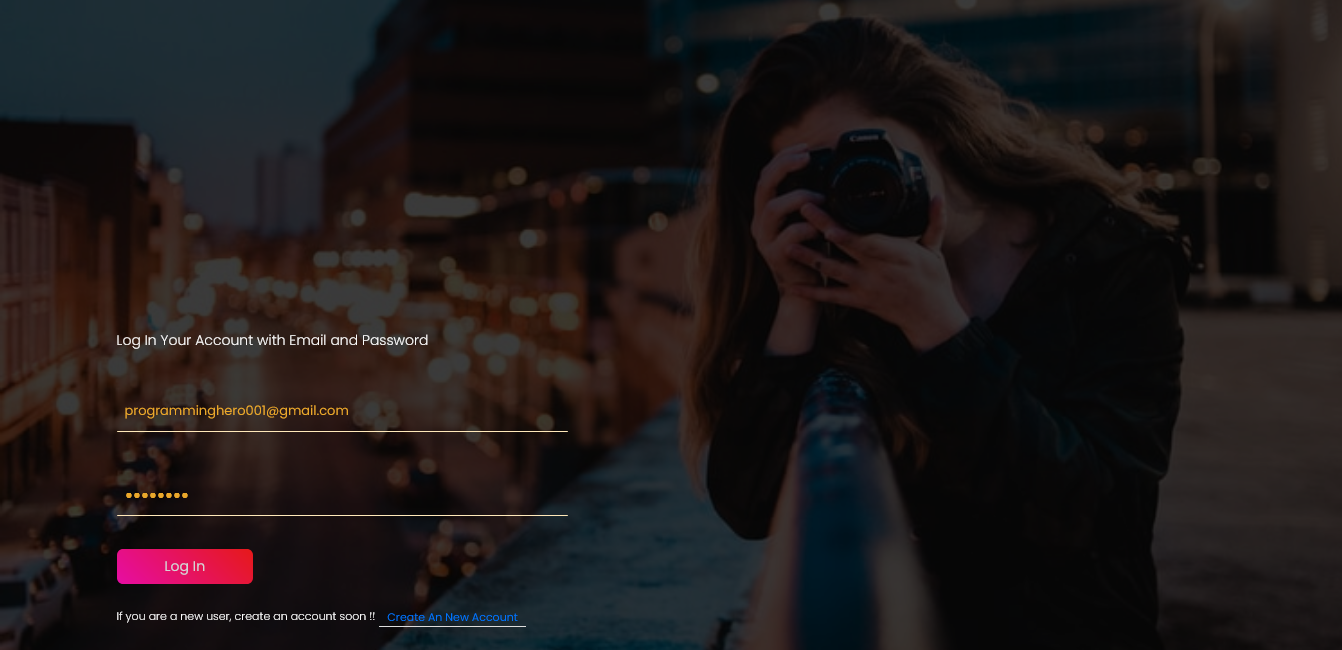 Canon
Log In Your Account with Email and Password
programminghero001@gmail.com
••••••••
Log In
If you are a new user, create an account soon !! Create An New Account